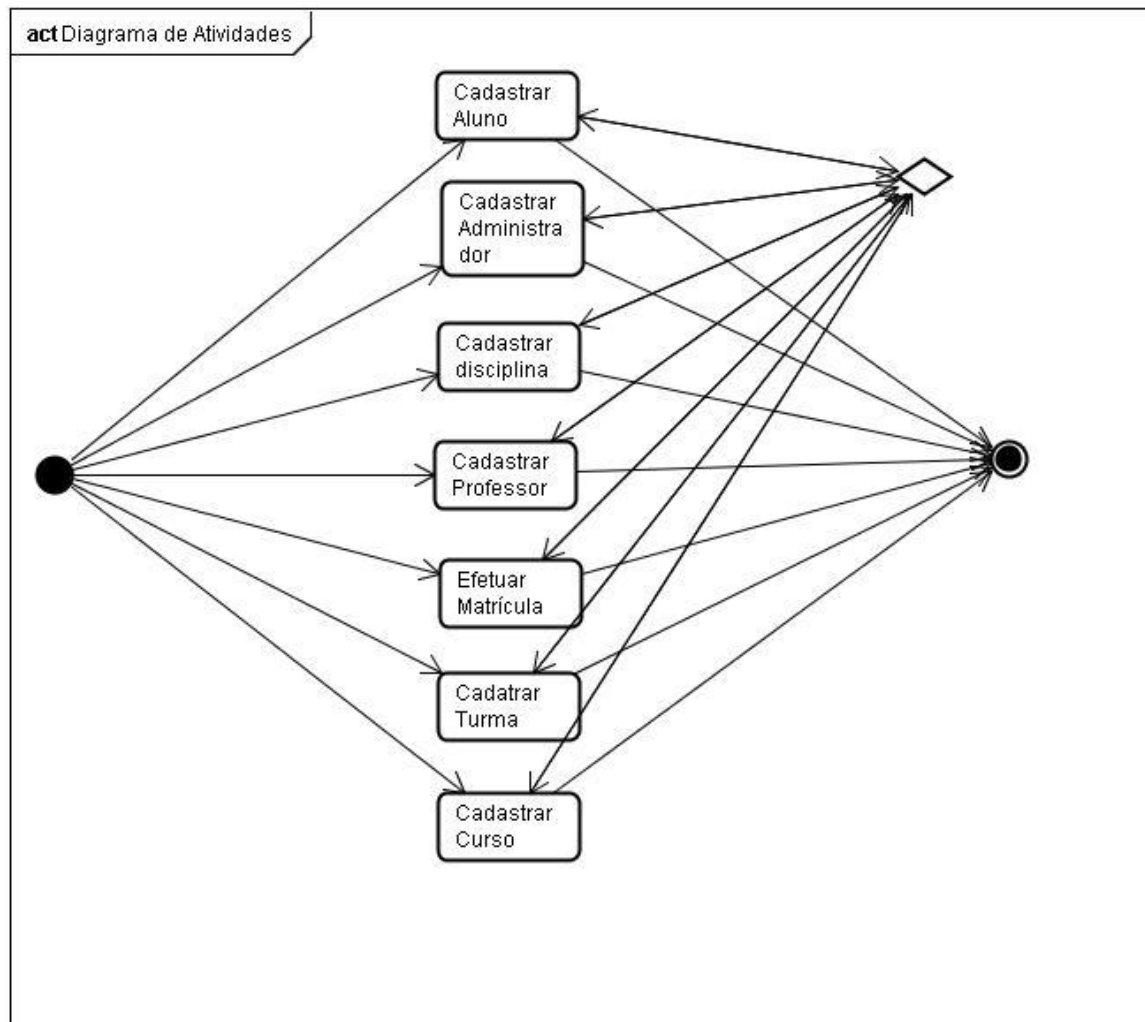 act Diagrama de Atividades
Cadastrar
Aluno
Cadastrar
Administra
dor
Cadastrar
disciplina
Cadastrar
Professor
Efetuar
Matrícula
Cadatrar
Turma
Cadastrar
Curso